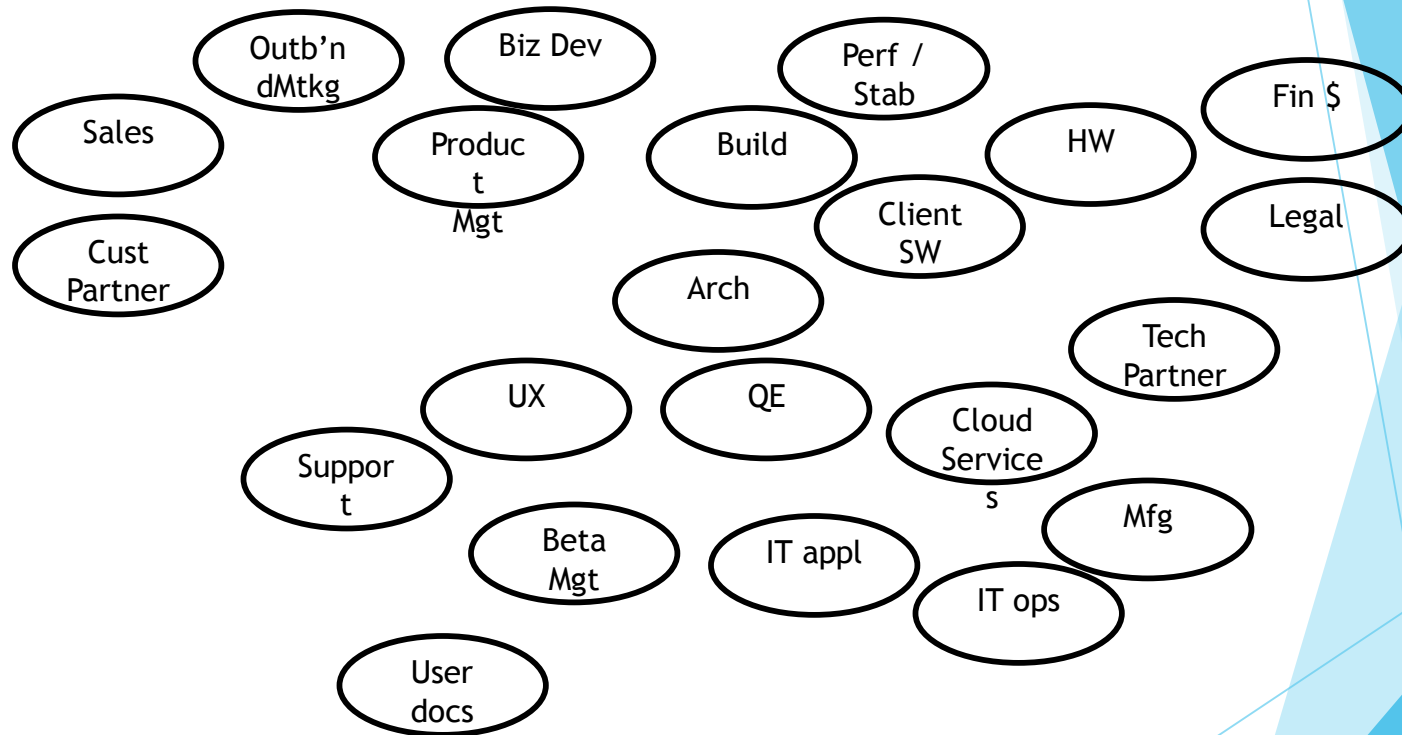 Outb’n
dMtkg
Biz Dev
Perf /
Stab
Fin $
Sales
Produc
t
Mgt
Build
HW
Client
SW
Legal
Cust
Partner
Arch
Tech
Partner
UX
QE
Cloud
Service
s
Suppor
t
Mfg
Beta
Mgt
IT appl
IT ops
User
docs